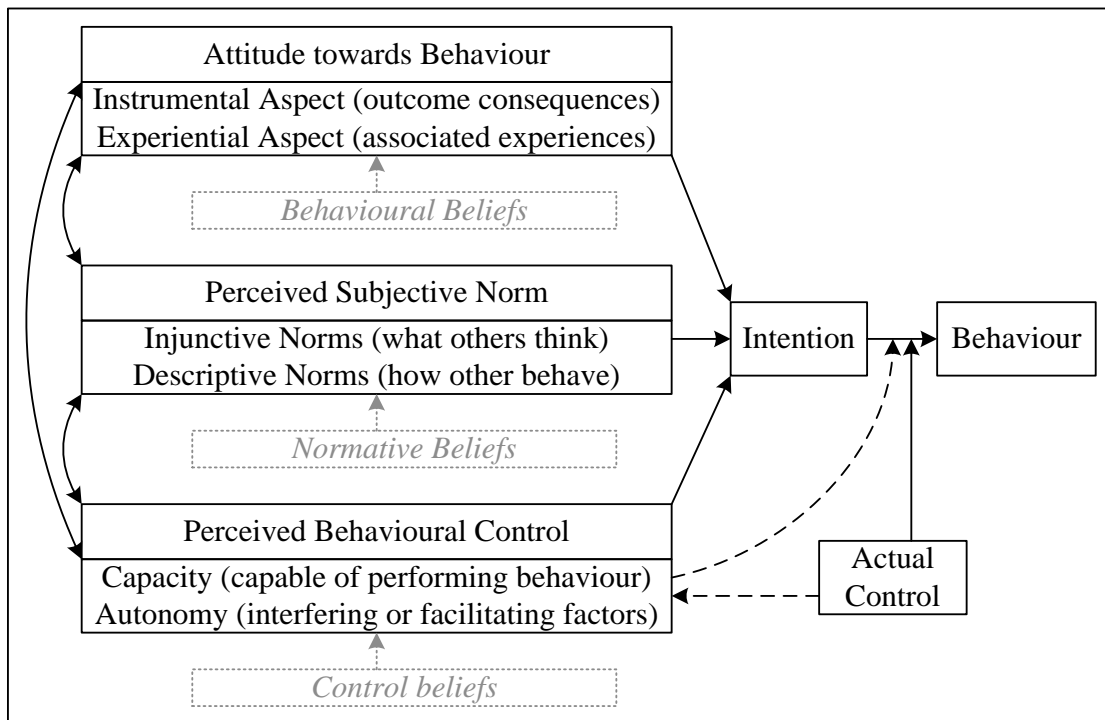 Attitude towards Behaviour
Instrumental Aspect (outcome consequences)
Experiential Aspect (associated experiences)
Behavioural Beliefs
Perceived Subjective Norm
Injunctive Norms (what others think)
Descriptive Norms (how other behave)
Normative Beliefs
Perceived Behavioural Control
Capacity (capable of performing behaviour)
Autonomy (interfering or facilitating factors)
Control beliefs
Intention
Behaviour
Actual
Control